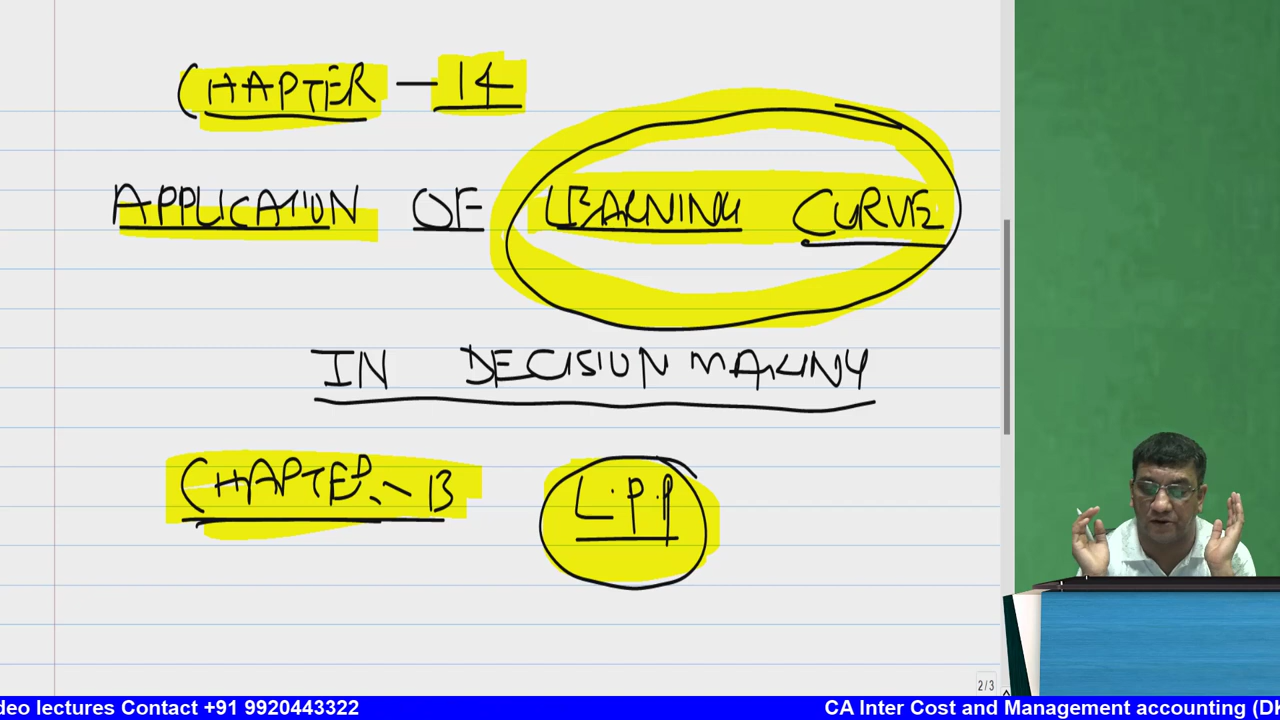 CHAPTER - 14
APPLICATION OF LEARNING CURVE
IN DECISION MAKING
CHAPTER - 13 L.P.P
2/3
deo lectures Contact +91 9920443322 CA Inter Cost and Management accounting (D